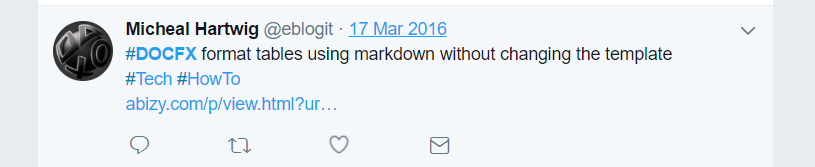 Micheal Hartwig @eblogit · 17 Mar 2016
#DOCFX format tables using markdown without changing the template
#Tech #HowTo
abizy.com/p/view.html?ur…